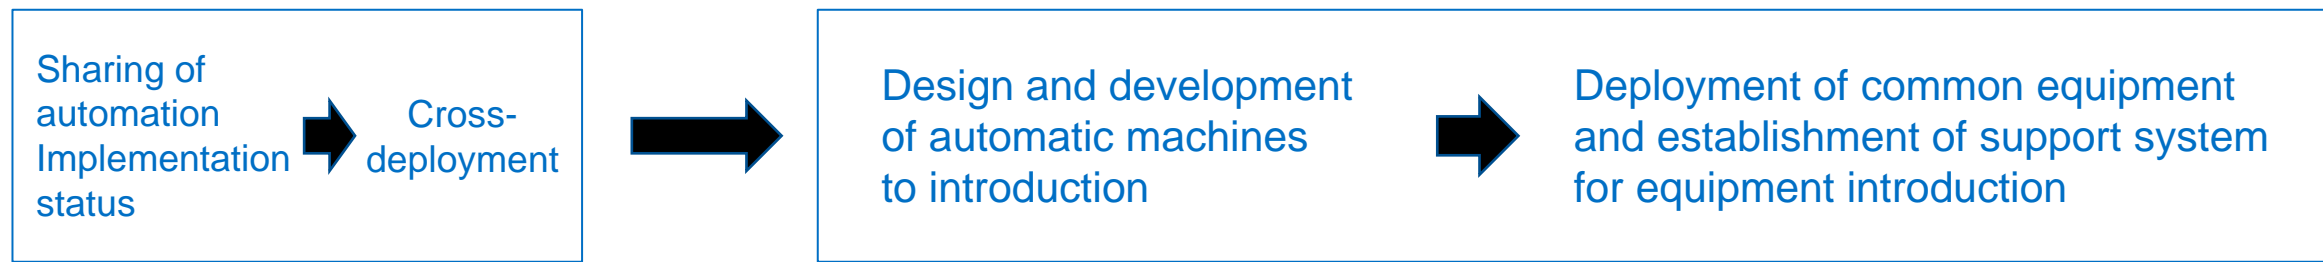 Sharing of
automation
Implementation
status
Cross-
deployment
Design and development
of automatic machines
to introduction
Deployment of common equipment
and establishment of support system
for equipment introduction